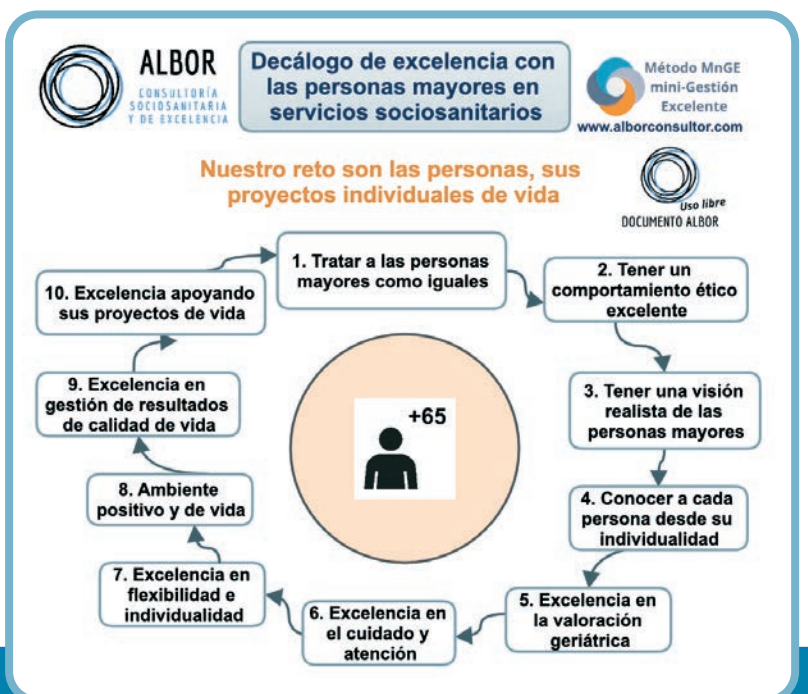 ALBOR
CONSULTORÍA
SOCIOSANITARIA
Y DE EXCELENCIA
Decálogo de excelencia con
las personas mayores en
servicios sociosanitarios
Método MnGE
mini-Gestión
Excelente
www.alborconsultor.com
Nuestro reto son las personas, sus
proyectos individuales de vida
Uso libre
DOCUMENTO ALBOR
1. Tratar a las personas
mayores como iguales
2. Tener un
comportamiento ético
excelente
3. Tener una visión
realista de las
personas mayores
4. Conocer a cada
persona desde su
individualidad
5. Excelencia en
la valoración
geriátrica
6. Excelencia en
el cuidado y
atención
7. Excelencia en
flexibilidad e
individualidad
8. Ambiente
positivo y de vida
9. Excelencia en
gestión de resultados
de calidad de vida
10. Excelencia apoyando
sus proyectos de vida
+65